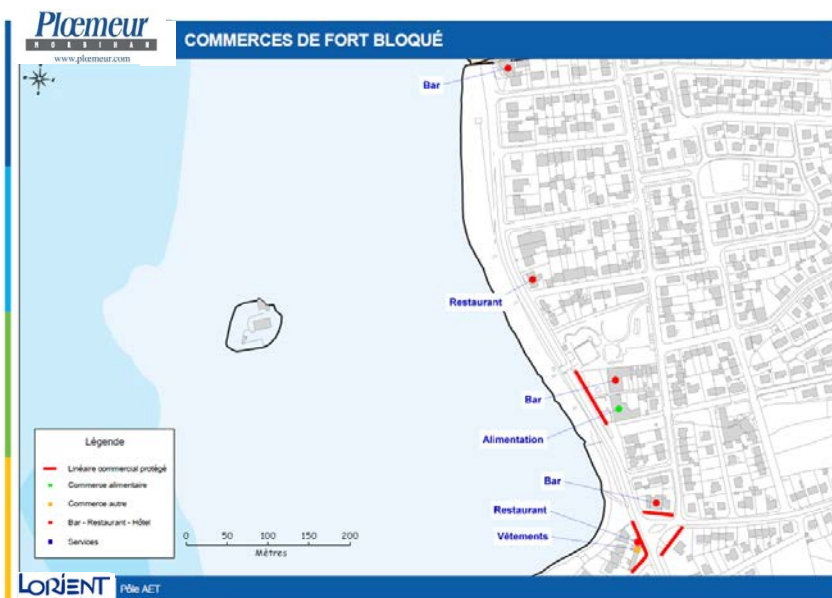 Plœmeur
MORBIHAN
www.plœmeur.com
COMMERCES DE FORT BLOQUÉ
Bar
Restaurant
Bar
Alimentation
Bar
Restaurant
Vêtements
Légende
Linéaire commercial protégé
Commerce alimentaire
Commerce autre
Bar - Restaurant - Hôtel
Services
0 50 100 150 200
Mètres
LORIENT Pôle AET